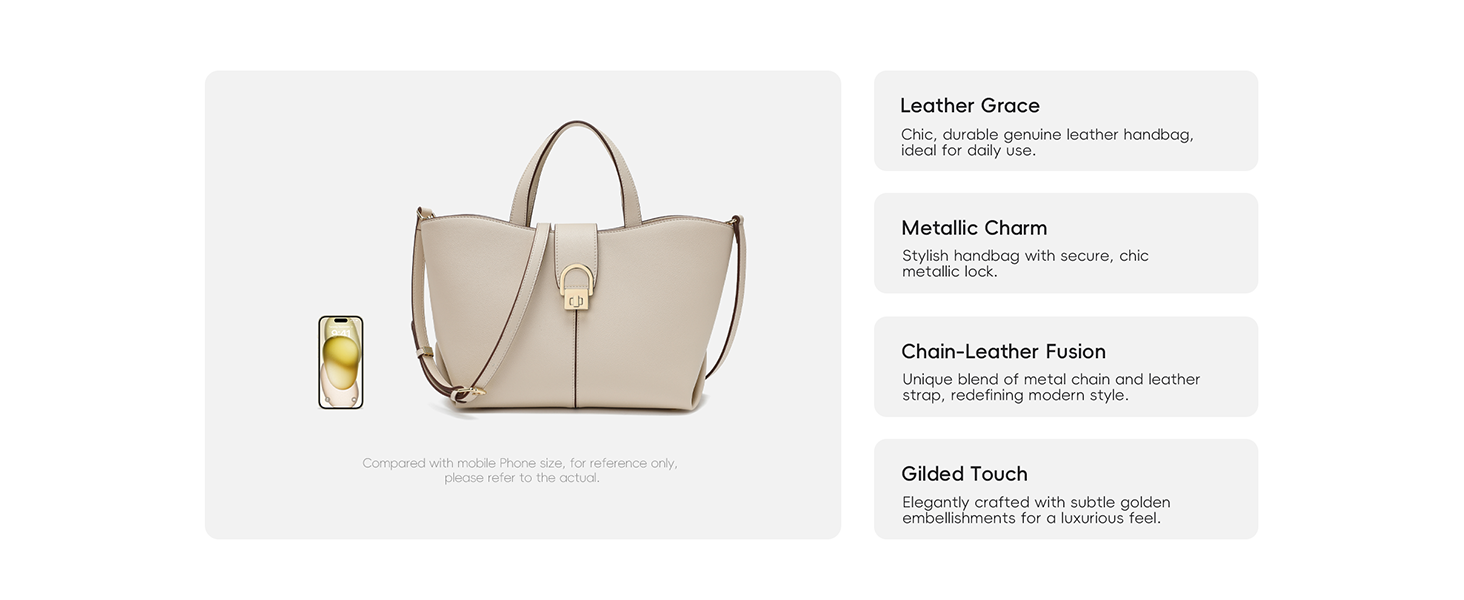 9:41
Compared with mobile Phone size, for reference only,
please refer to the actual.
Leather Grace
Chic, durable genuine leather handbag,
ideal for daily use.
Metallic Charm
Stylish handbag with secure, chic
metallic lock.
Chain-Leather Fusion
Unique blend of metal chain and leather
strap, redefining modern style.
Gilded Touch
Elegantly crafted with subtle golden
embellishments for a luxurious feel.